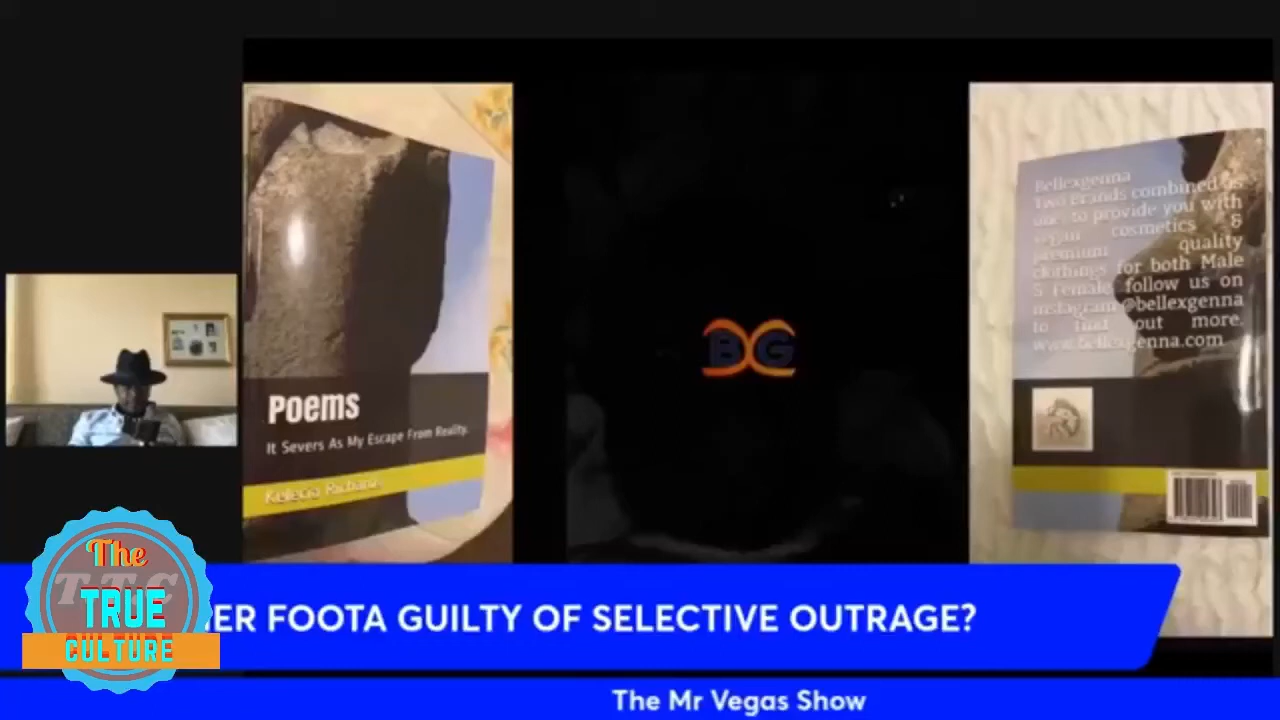 Poems
It Severs As My Escape From Reality.
Kelecia
BG
Bellexgenna
Two brands combined as
one to provide you with
vegan cosmetics &
premium quality
clothings for both Male
& Female, follow us on
instagram @bellexgenna
to find out more.
www.bellexgenna.com
The
T.T.C
TRUE
CULTURE
ER FOOTA GUILTY OF SELECTIVE OUTRAGE?
The Mr Vegas Show